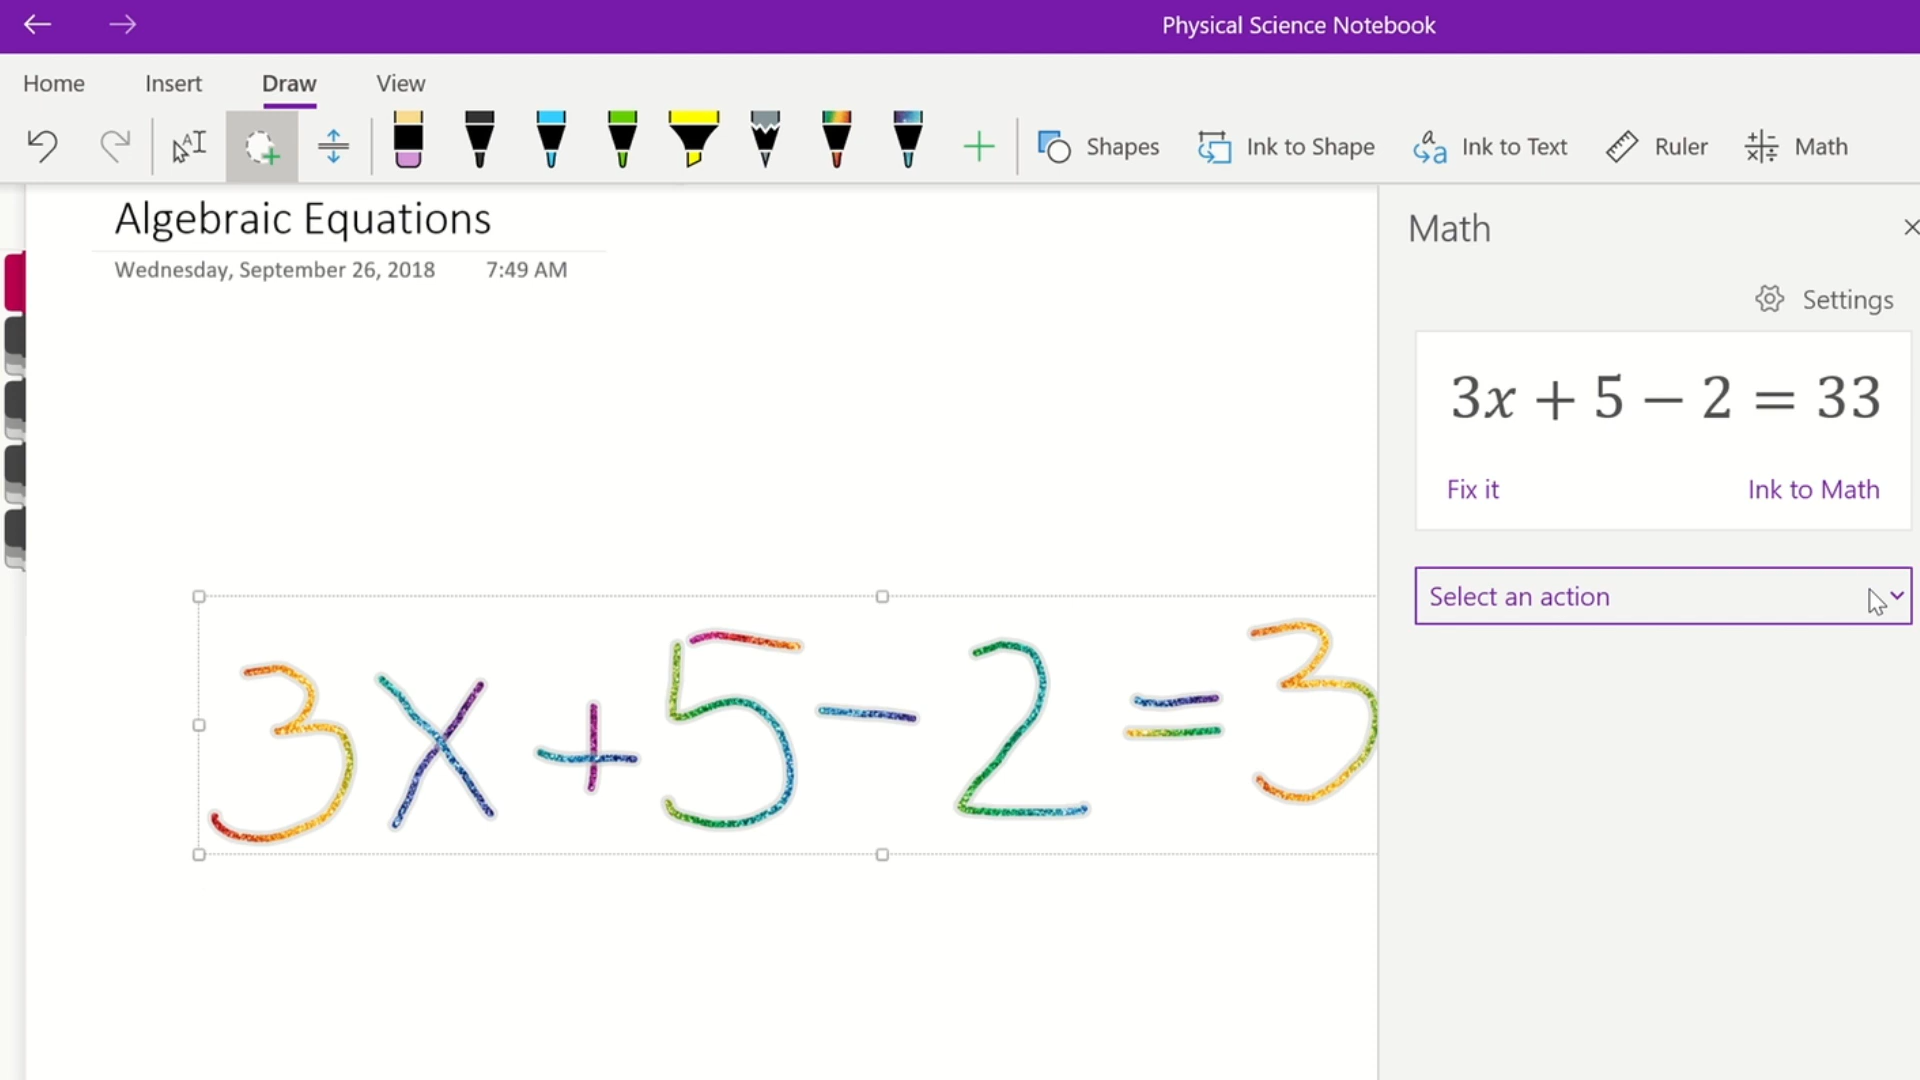 Physical Science Notebook
Home Insert Draw View
Shapes Ink to Shape Ink to Text Ruler Math
Algebraic Equations
Wednesday, September 26, 2018 7:49 AM
3x+5-2=3
Math
Settings
3x + 5 − 2 = 33
Fix it Ink to Math
Select an action